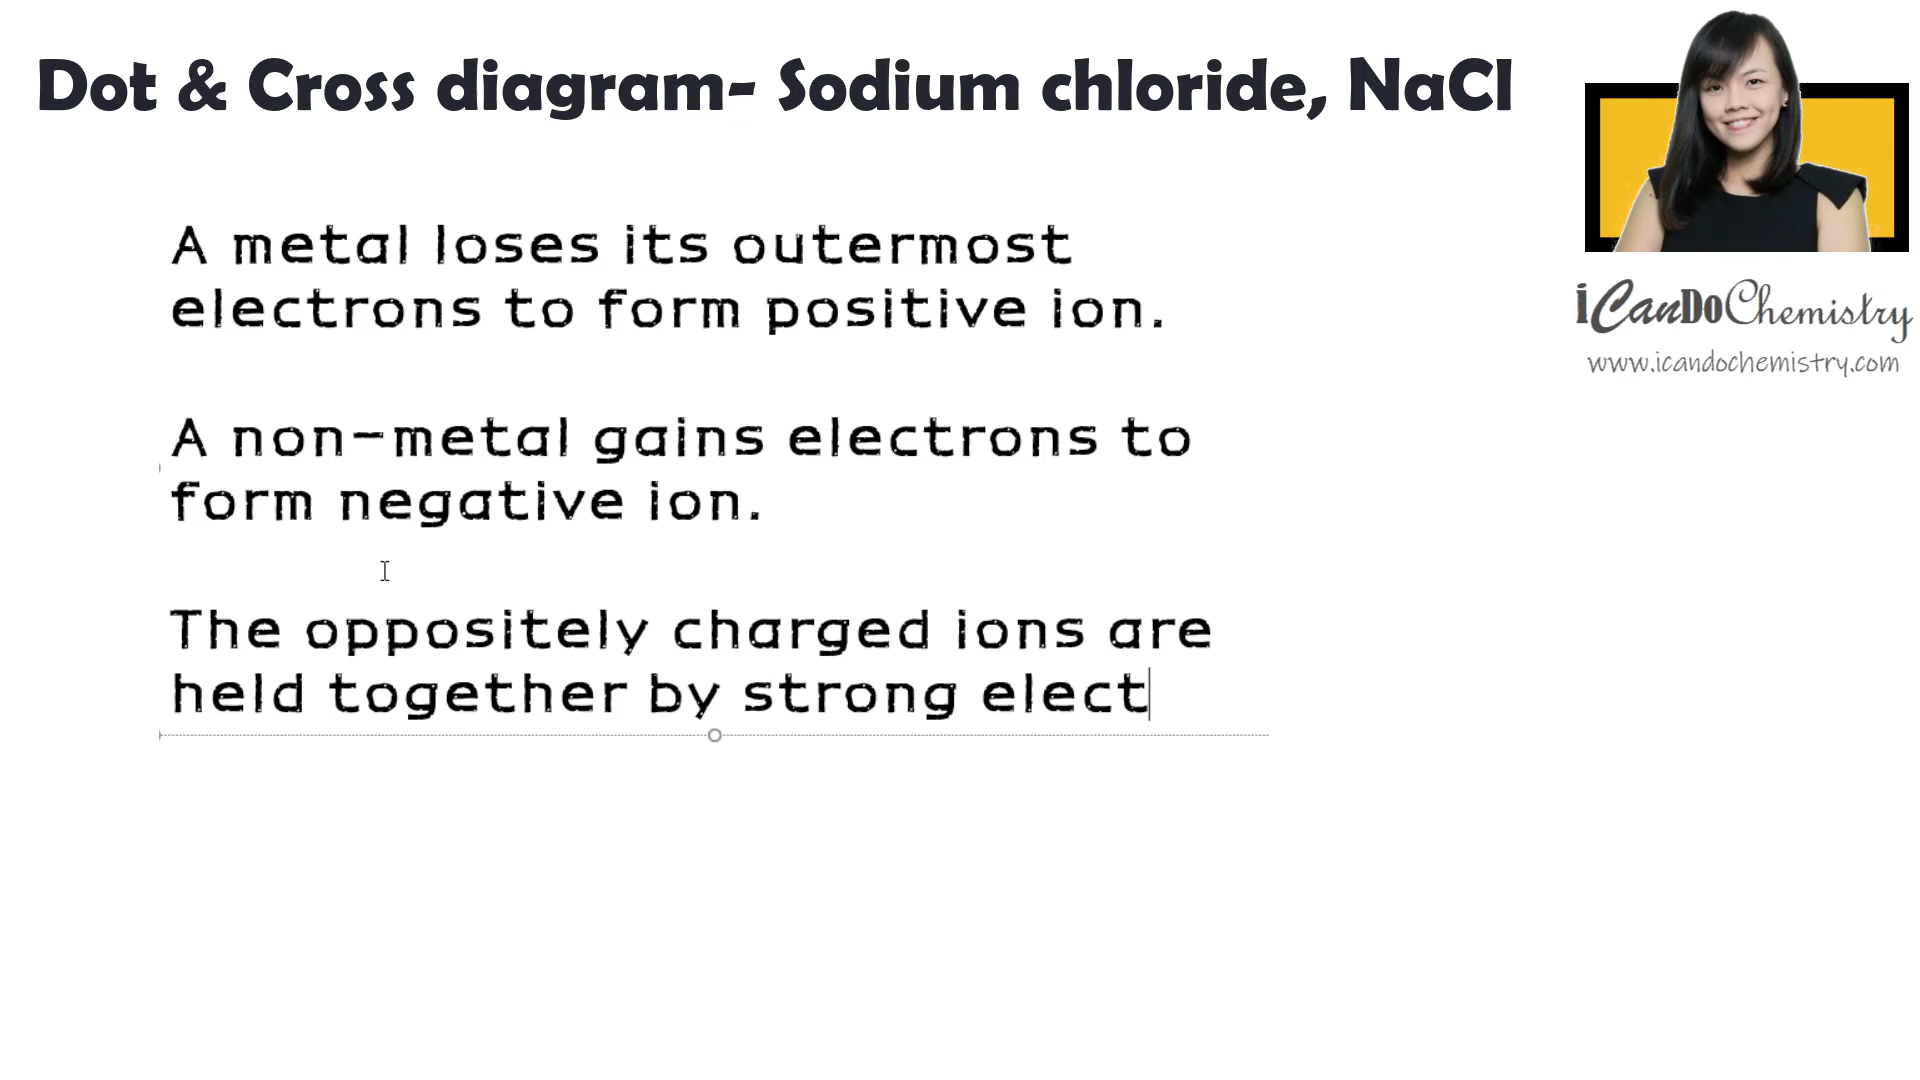 Dot & Cross diagram- Sodium chloride, NaCl
A metal loses its outermost
electrons to form positive ion.
A non-metal gains electrons to
form negative ion.
The oppositely charged ions are
held together by strong elect
iCanDoChemistry
www.icandochemistry.com